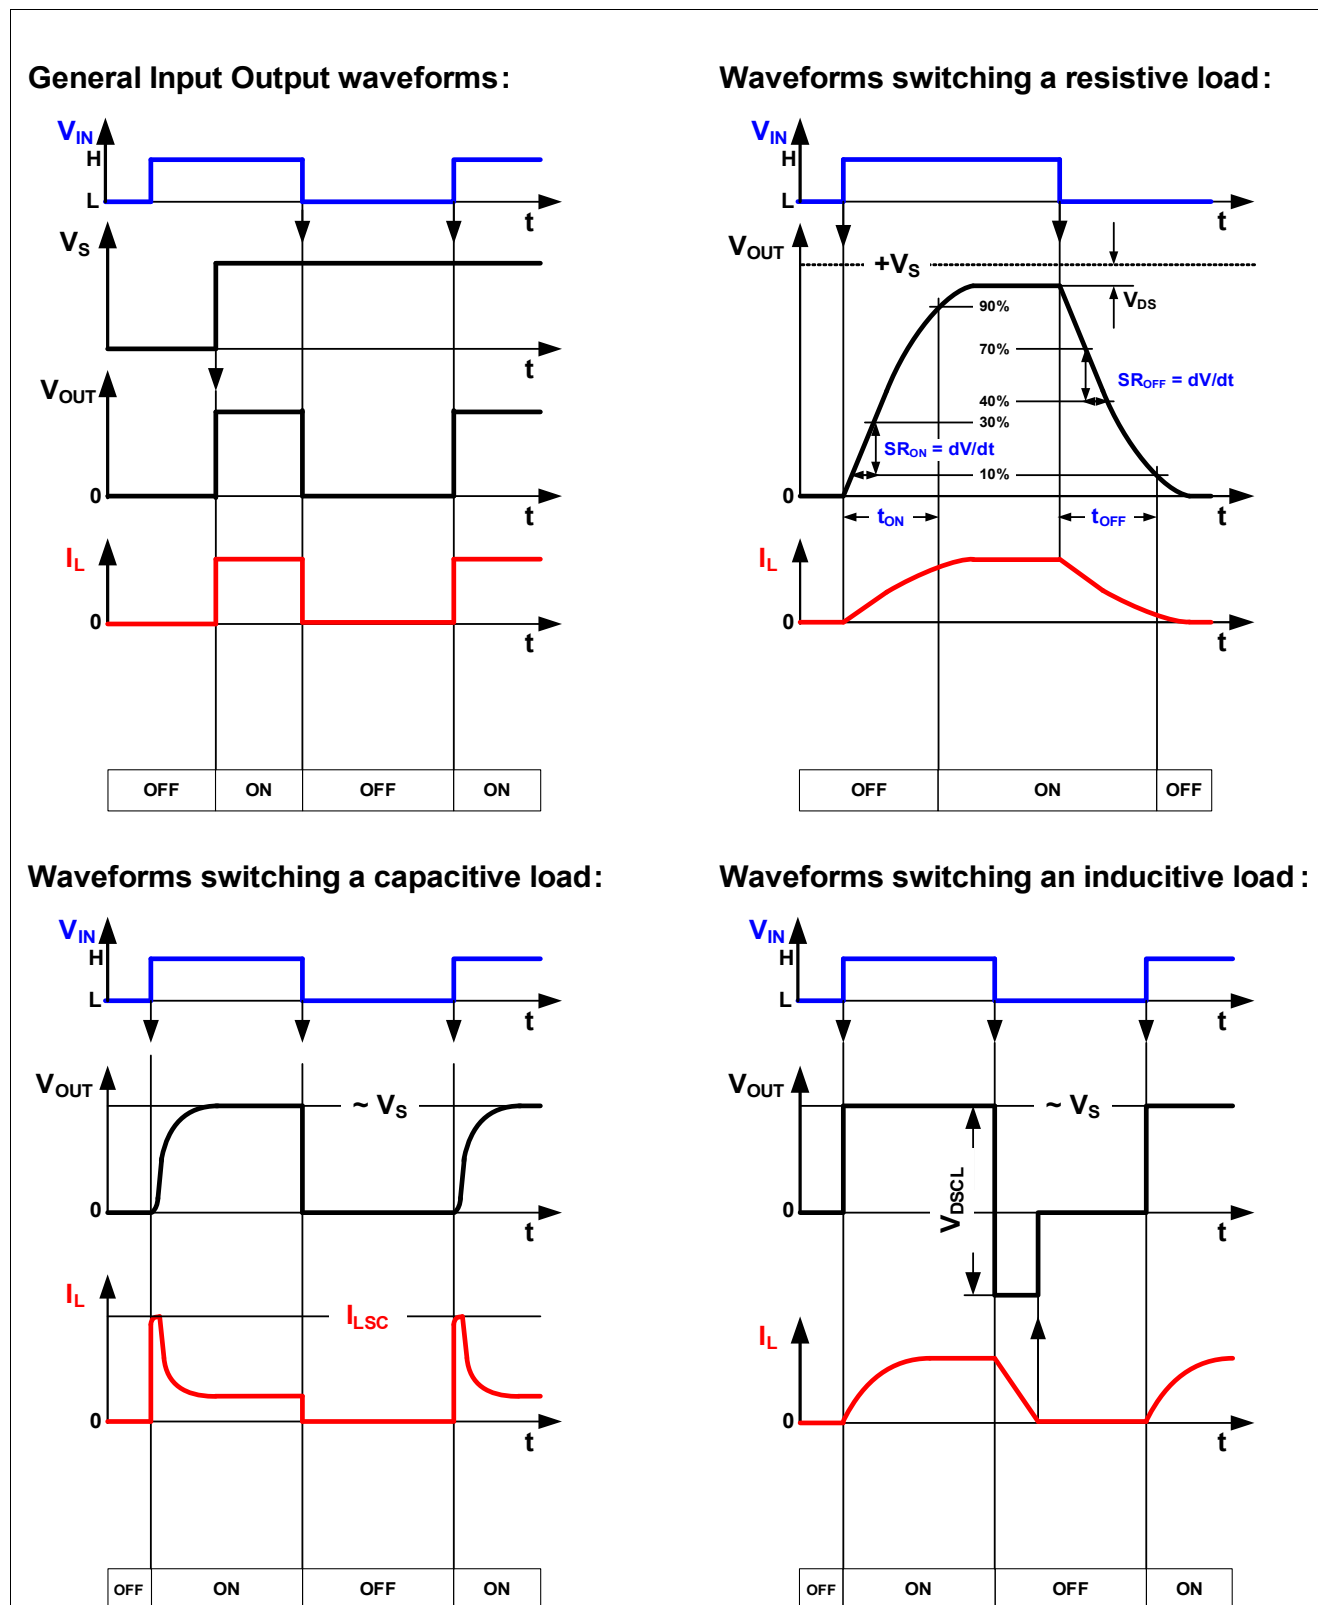 General Input Output waveforms:
VIN
H
L
t
VS
t
VOUT
0
t
IL
0
t
OFF ON OFF ON
Waveforms switching a resistive load:
VIN
H
L
t
VOUT
+VS
VDS
90%
70%
SROFF = dV/dt
40%
30%
SRON = dV/dt
10%
0
t
tON
tOFF
IL
0
t
OFF ON OFF
Waveforms switching a capacitive load:
VIN
H
L
t
VOUT
~ VS
0
t
IL
ILSC
0
t
OFF ON OFF ON
Waveforms switching an inducitive load:
VIN
H
L
t
VOUT
~ VS
VDSCL
0
t
IL
0
t
OFF ON OFF ON